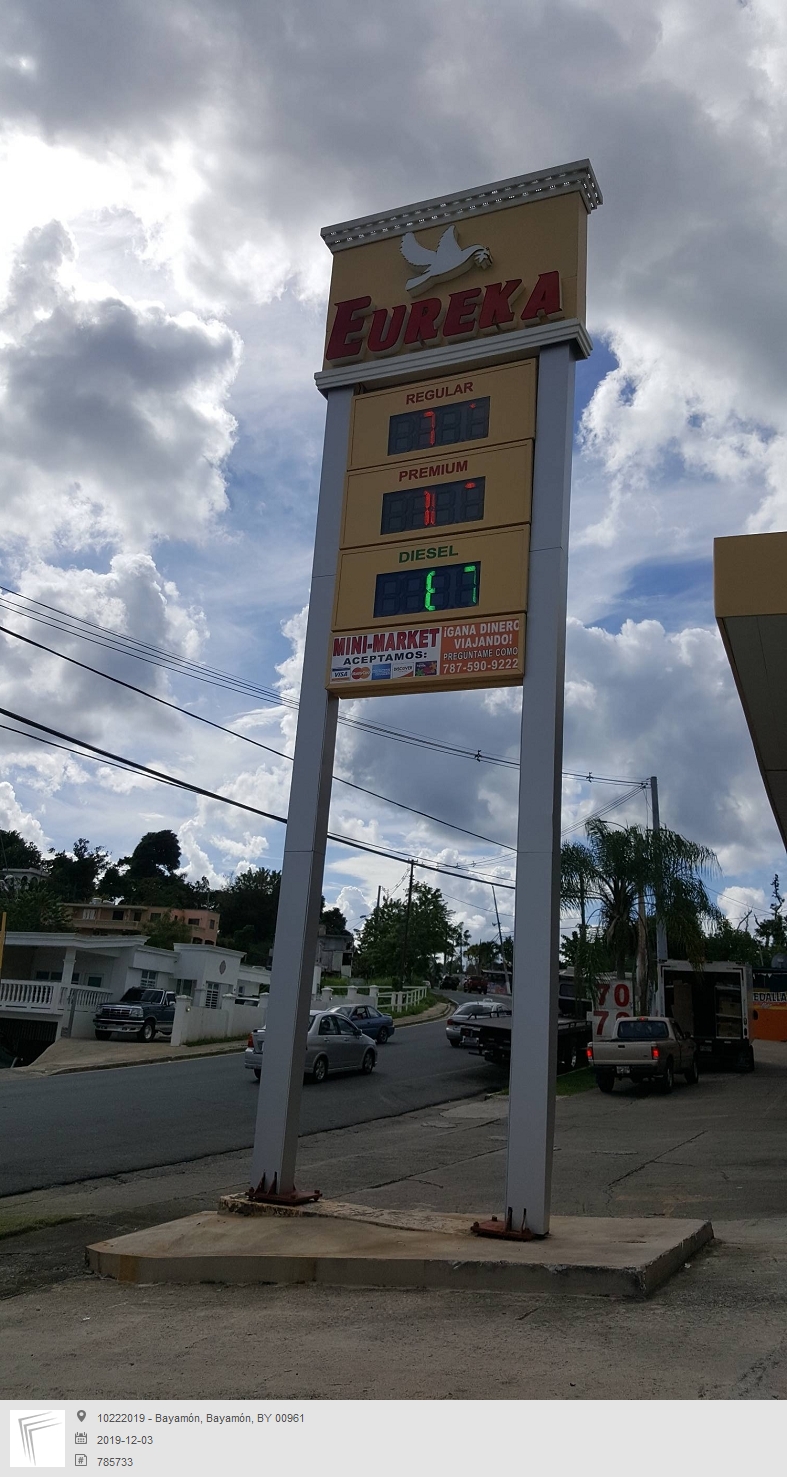 EUREKA
REGULAR
PREMIUM
DIESEL
MINI-MARKET
ACEPTAMOS:
VISA
DISCOVER
¡GANA DINERO
VIAJANDO!
PREGUNTAME COMO
787-590-9222
70
10222019 - Bayamón, Bayamón, BY 00961
2019-12-03
785733